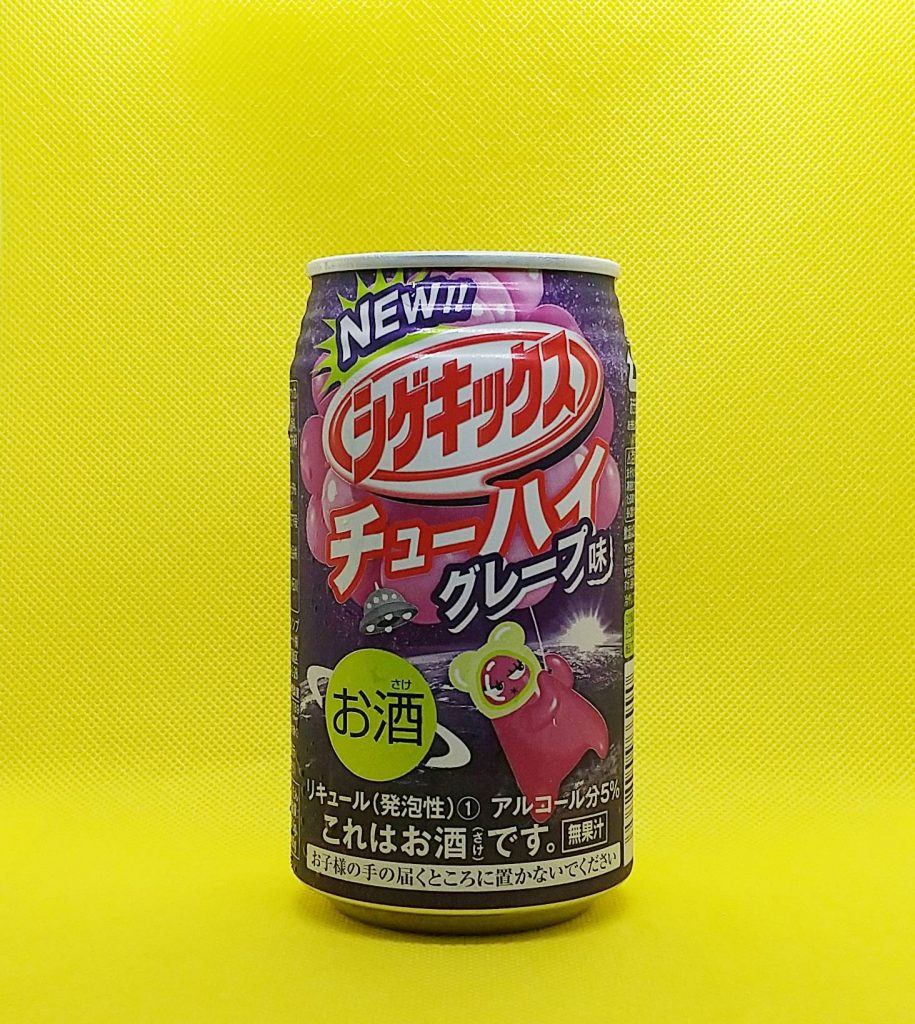 NEW!!
シゲキックス
チューハイ
グレープ味
さけ
お酒
リキュール(発泡性)① アルコール分5%
これはお酒(さけ)です。 無果汁
お子様の手の届くところに置かないでください